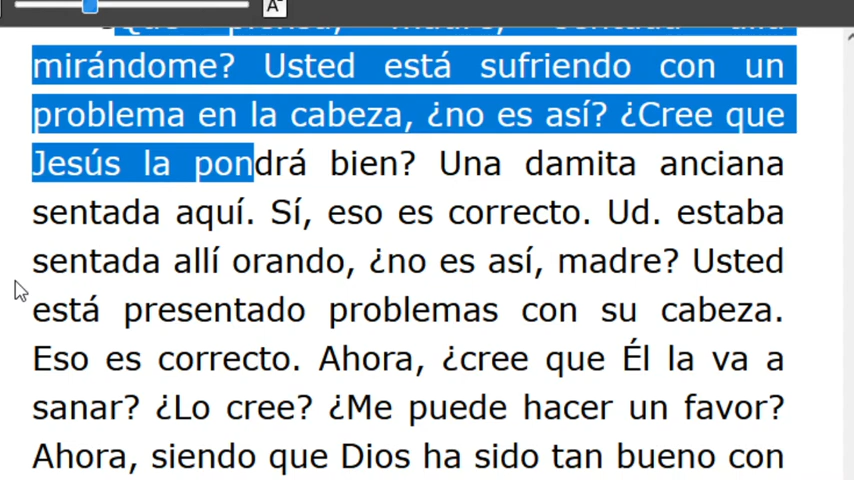 mirándome? Usted está sufriendo con un
problema en la cabeza, ¿no es así? ¿Cree que
Jesús la pondrá bien? Una damita anciana
sentada aquí. Sí, eso es correcto. Ud. estaba
sentada allí orando, ¿no es así, madre? Usted
está presentado problemas con su cabeza.
Eso es correcto. Ahora, ¿cree que Él la va a
sanar? ¿Lo cree? ¿Me puede hacer un favor?
Ahora, siendo que Dios ha sido tan bueno con